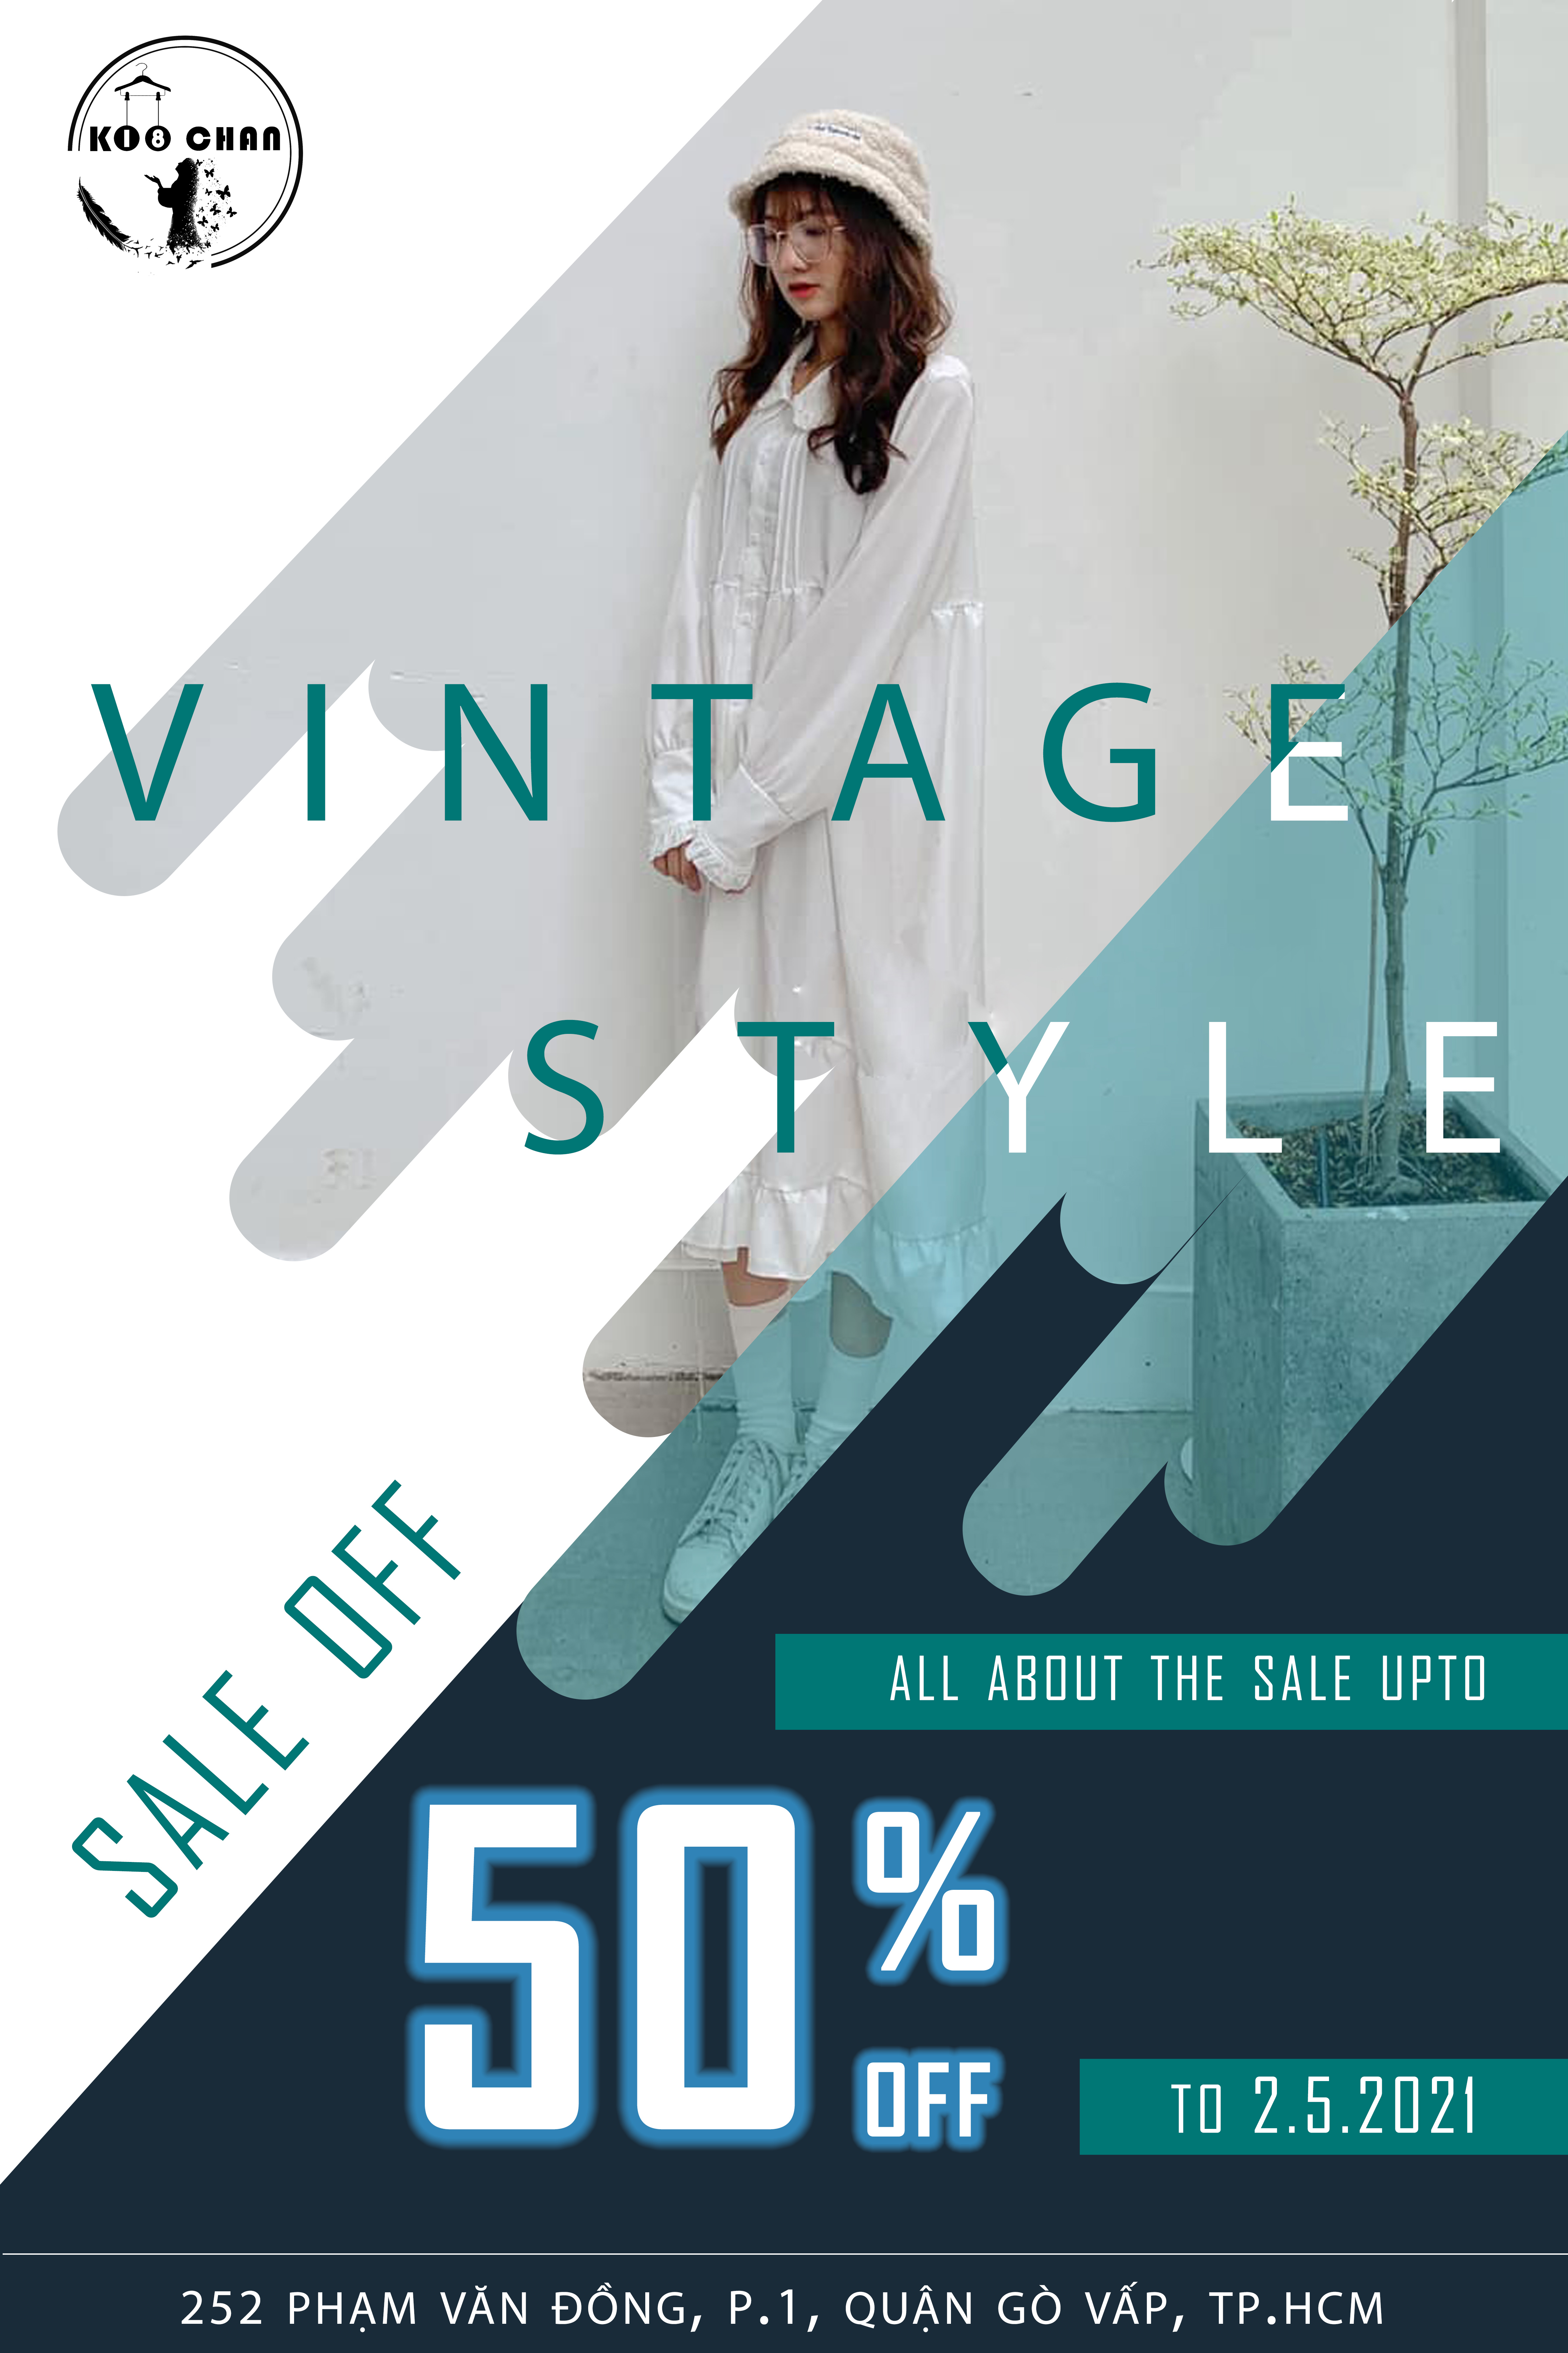 KIO8 CHAN
VINTAGE
STYLE
SALE OFF
ALL ABOUT THE SALE UPTO
50%
OFF
TO 2.5.2021
252 PHẠM VĂN ĐỒNG, P.1, QUẬN GÒ VẤP, TP.HCM